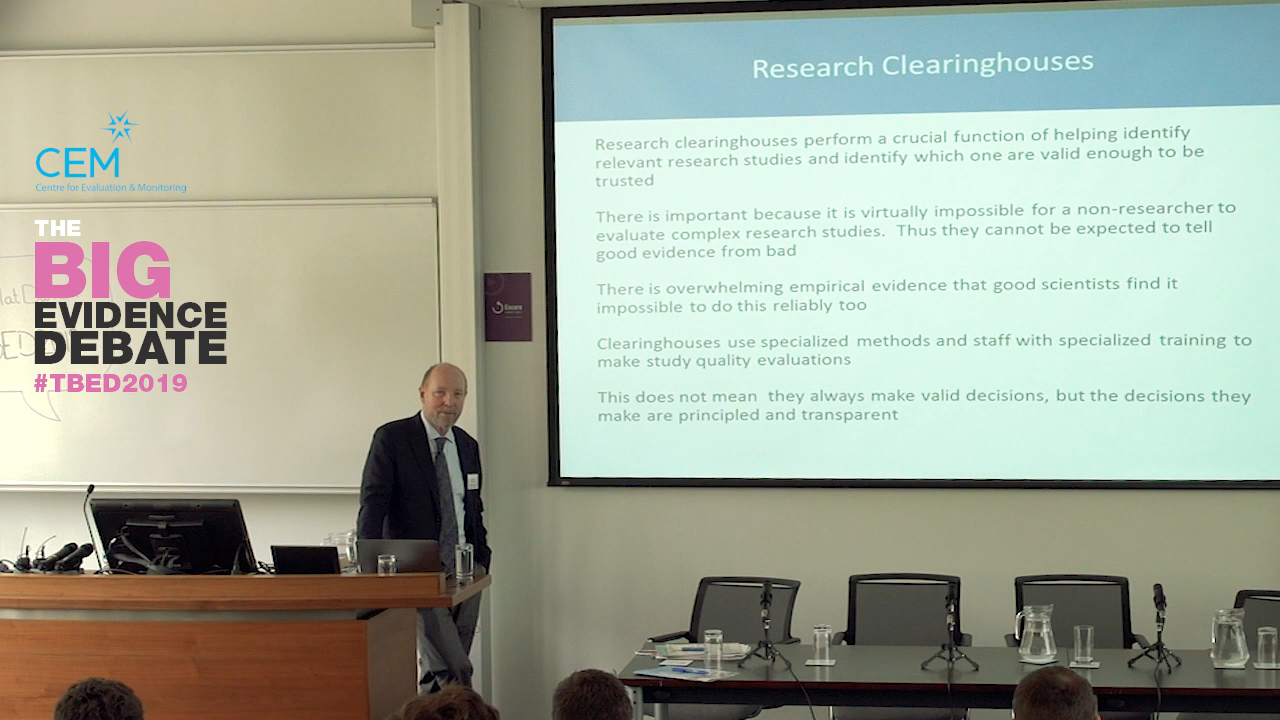 CEM
Centre for Evaluation & Monitoring
THE
BIG
EVIDENCE
DEBATE
#TBED2019
Research Clearinghouses
Research clearinghouses perform a crucial function of helping identify
relevant research studies and identify which one are valid enough to be
trusted
There is important because it is virtually impossible for a non-researcher to
evaluate complex research studies.  Thus they cannot be expected to tell
good evidence from bad
There is overwhelming empirical evidence that good scientists find it
impossible to do this reliably too
Clearinghouses use specialized methods and staff with specialized training to
make study quality evaluations
This does not mean  they always make valid decisions, but the decisions they
make are principled and transparent